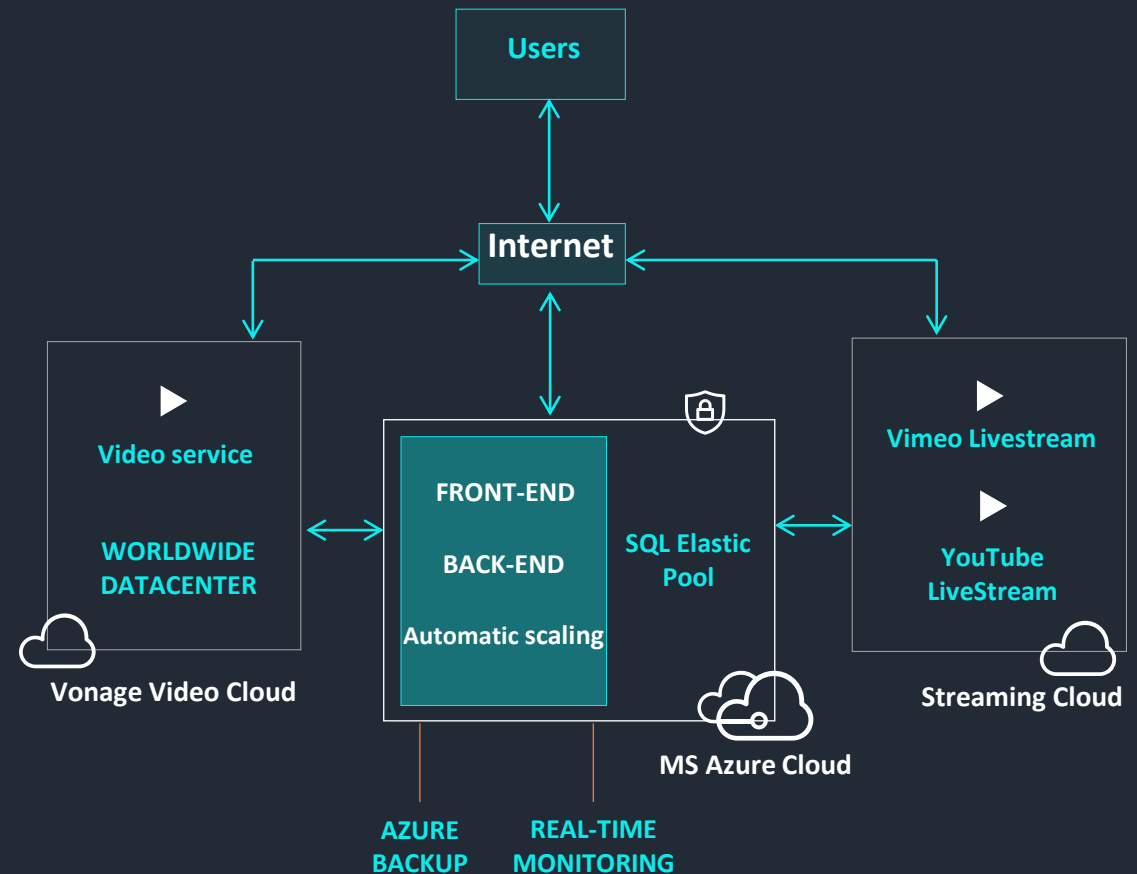 Users
Internet
Video service
WORLDWIDE
DATACENTER
Vonage Video Cloud
FRONT-END
BACK-END
Automatic scaling
SQL Elastic
Pool
MS Azure Cloud
Vimeo Livestream
YouTube
LiveStream
Streaming Cloud
AZURE
BACKUP
REAL-TIME
MONITORING